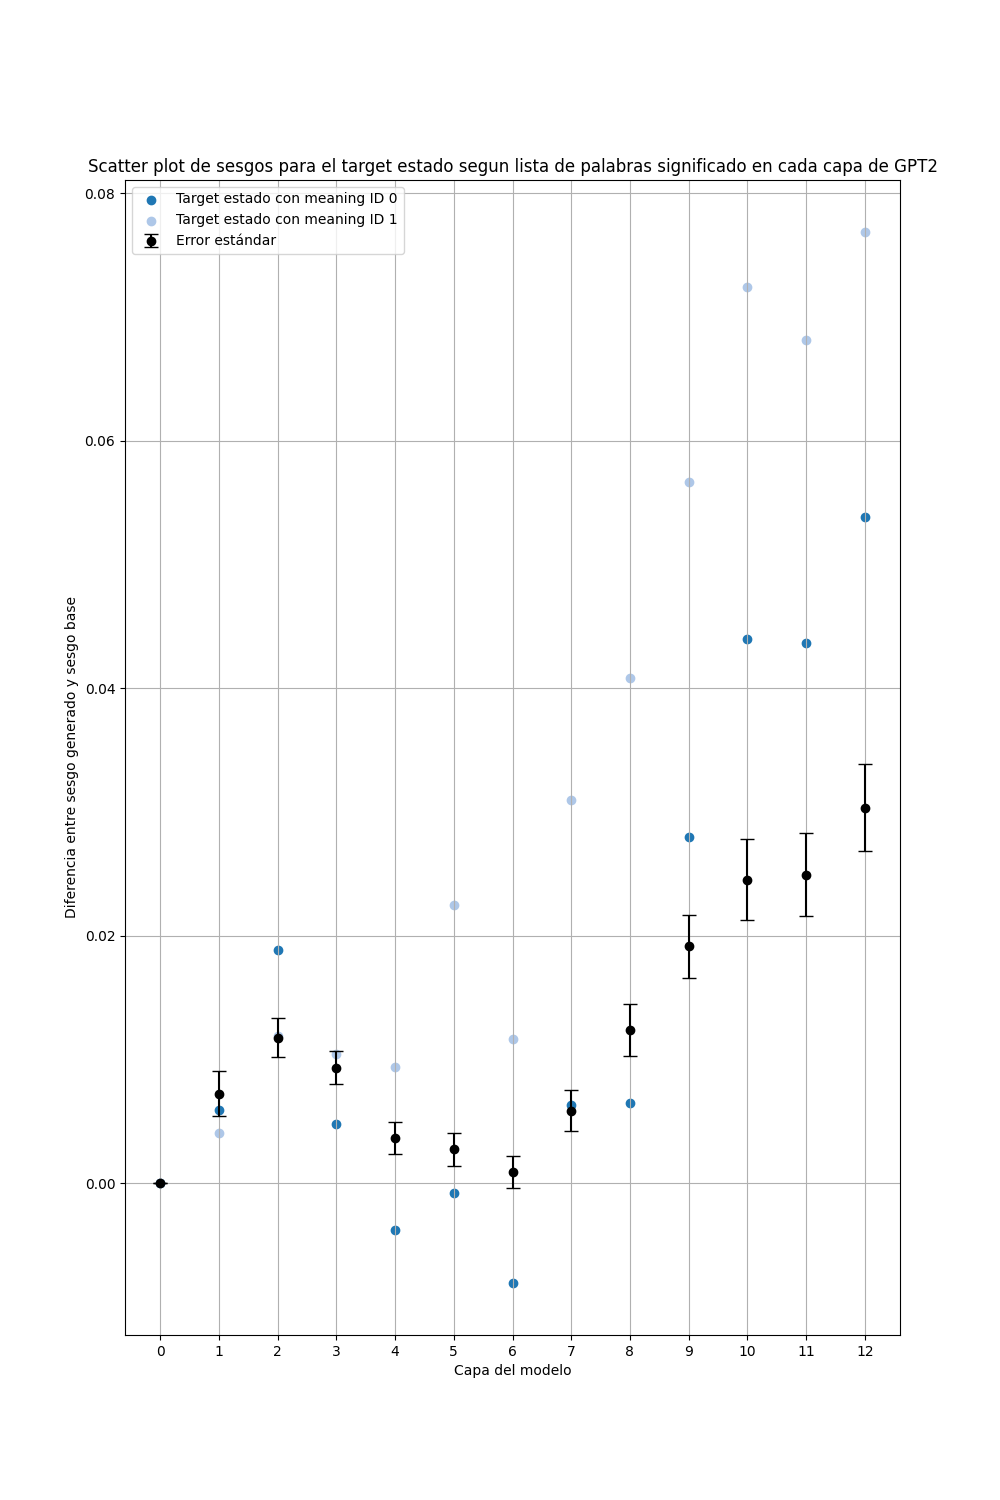 Scatter plot de sesgos para el target estado segun lista de palabras significado en cada capa de GPT2
Target estado con meaning ID 0
Target estado con meaning ID 1
Error estándar
0.08
0.06
0.04
0.02
0.00
Diferencia entre sesgo generado y sesgo base
0 1 2 3 4 5 6 7 8 9 10 11 12
Capa del modelo